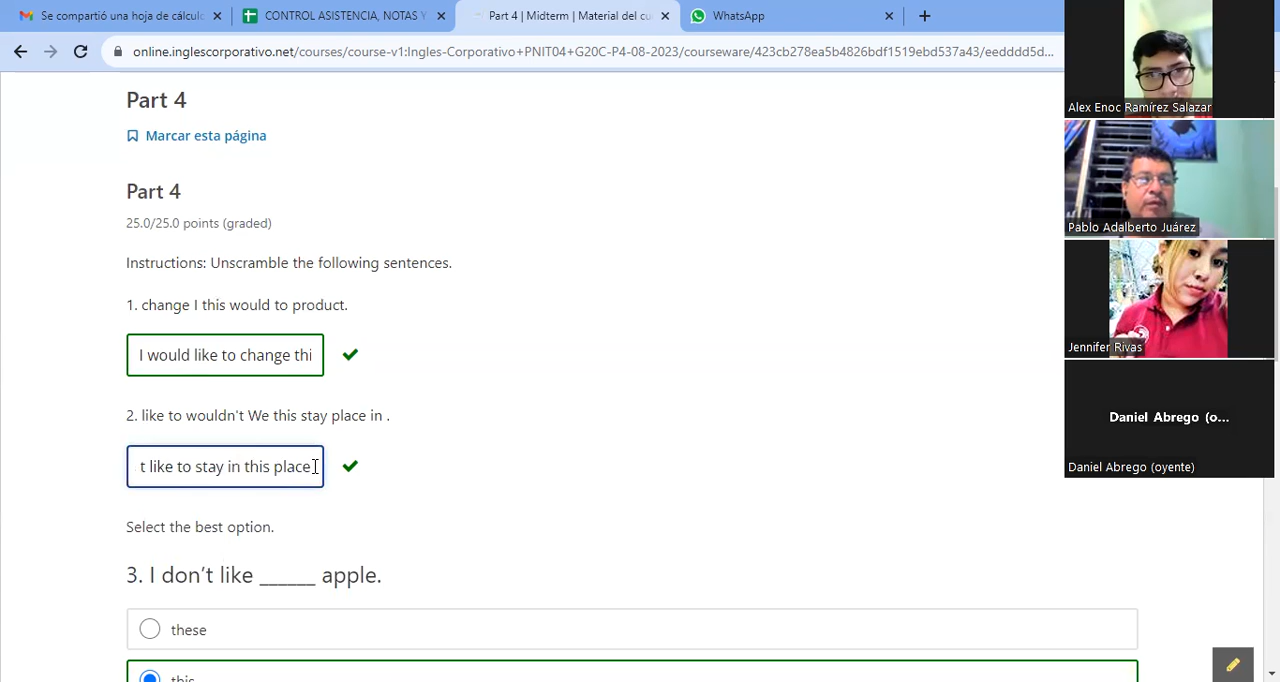 Se compartió una hoja de cálculo
CONTROL ASISTENCIA, NOTAS Y
Part 4 | Midterm | Material del cu
WhatsApp
online.inglescorporativo.net/courses/course-v1:Ingles-Corporativo+PNIT04+G20C-P4-08-2023/courseware/423cb278ea5b4826bdf1519ebd537a43/eedddd5d...
Part 4
Marcar esta página
Part 4
25.0/25.0 points (graded)
Instructions: Unscramble the following sentences.
1. change I this would to product.
I would like to change thi
2. like to wouldn't We this stay place in .
t like to stay in this place
Select the best option.
3. I don’t like ______ apple.
these
this
Alex Enoc Ramírez Salazar
Pablo Adalberto Juárez
Jennifer Rivas
Daniel Abrego (o...
Daniel Abrego (oyente)